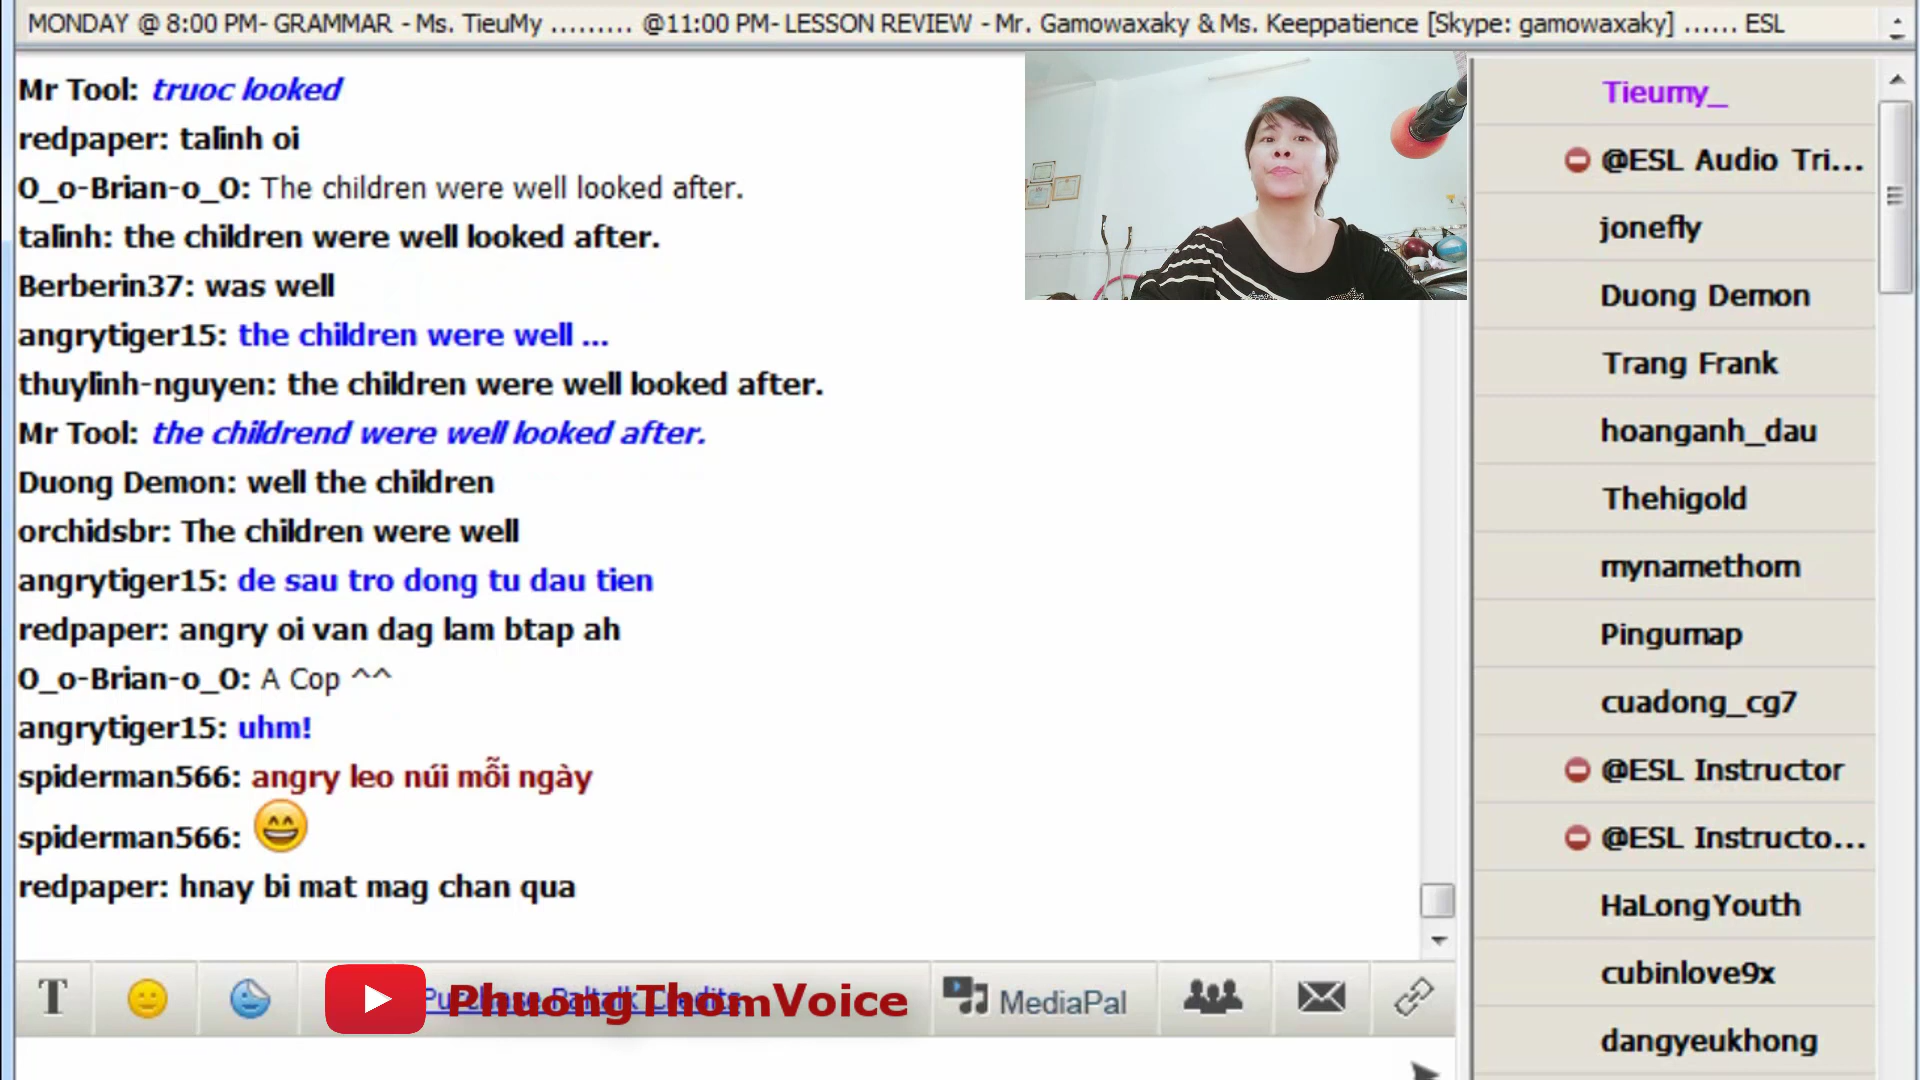 MONDAY @ 8:00 PM- GRAMMAR - Ms. TieuMy ......... @11:00 PM- LESSON REVIEW - Mr. Gamowaxaky & Ms. Keeppatience [Skype: gamowaxaky] ...... ESL
Mr Tool: truoc looked
redpaper: talinh oi
O_o-Brian-o_O: The children were well looked after.
talinh: the children were well looked after.
Berberin37: was well
angrytiger15: the children were well ...
thuylinh-nguyen: the children were well looked after.
Mr Tool: the childrend were well looked after.
Duong Demon: well the children
orchidsbr: The children were well
angrytiger15: de sau tro dong tu dau tien
redpaper: angry oi van dag lam btap ah
O_o-Brian-o_O: A Cop ^^
angrytiger15: uhm!
spiderman566: angry leo núi mỗi ngày
spiderman566:
redpaper: hnay bi mat mag chan qua
Tieumy_
@ESL Audio Tri...
jonefly
Duong Demon
Trang Frank
hoanganh_dau
Thehigold
mynamethom
Pingumap
cuadong_cg7
@ESL Instructor
@ESL Instructo...
HaLongYouth
cubinlove9x
dangyeukhong
T
Purchase Paltalk Credits
PhuongThomVoice
MediaPal